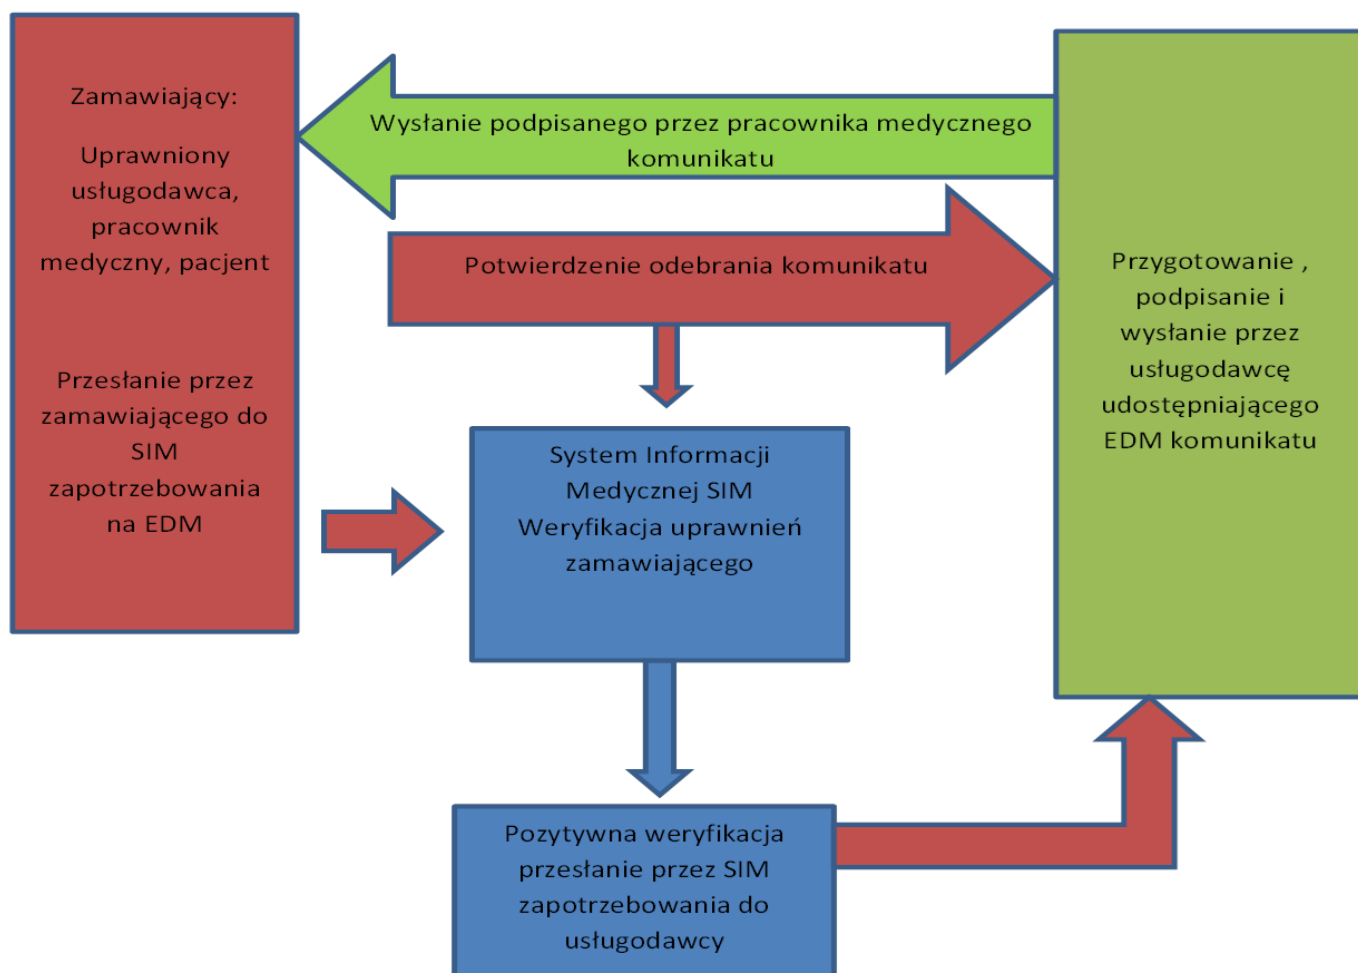 Zamawiający:
Uprawniony
usługodawca,
pracownik
medyczny, pacjent
Przesłanie przez
zamawiającego do
SIM
zapotrzebowania
na EDM
Wysłanie podpisanego przez pracownika medycznego
komunikatu
Potwierdzenie odebrania komunikatu
System Informacji
Medycznej SIM
Weryfikacja uprawnień
zamawiającego
Pozytywna weryfikacja
przesłanie przez SIM
zapotrzebowania do
usługodawcy
Przygotowanie ,
podpisanie i
wysłanie przez
usługodawcę
udostępniającego
EDM komunikatu